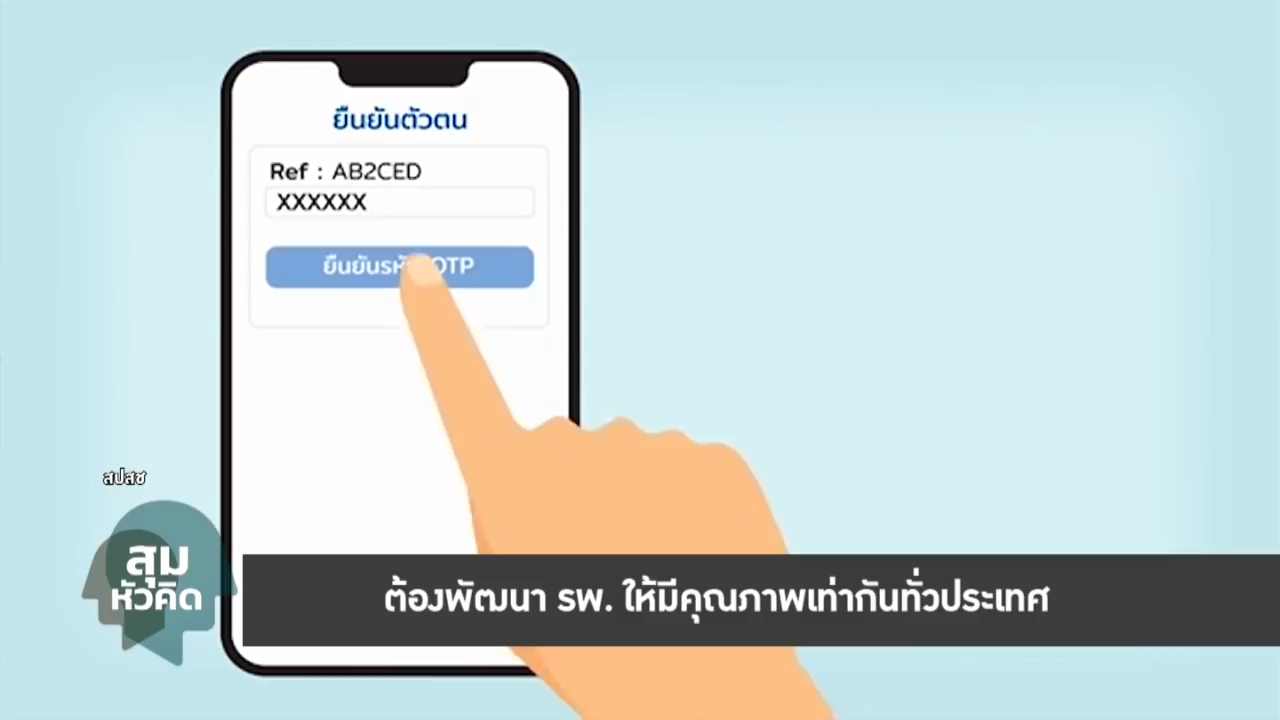 ยืนยันตัวตน
Ref : AB2CED
XXXXXX
ยืนยันรหัส OTP
สปสช
สุม
หัวคิด
ต้องพัฒนา รพ. ให้มีคุณภาพเท่ากันทั่วประเทศ